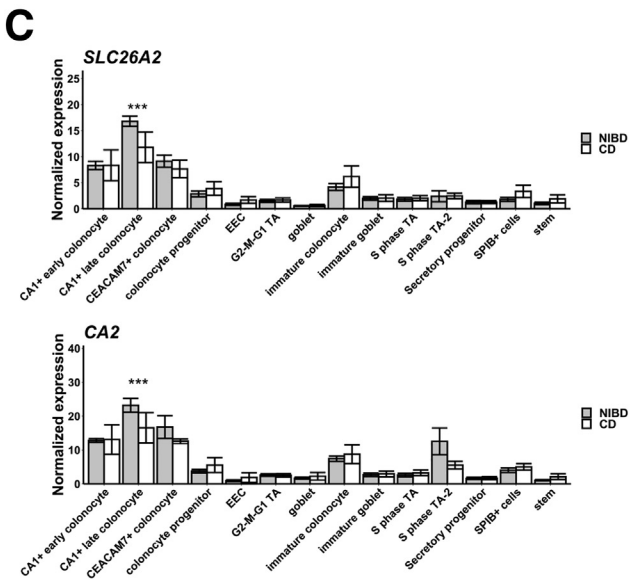 C
SLC26A2
Normalized expression
25
20
15
10
5
0
***
NIBD
CD
CA1+ early colonocyte
CA1+ late colonocyte
CEACAM7+ colonocyte
colonocyte progenitor
EEC
G2-M-G1 TA
goblet
immature colonocyte
immature goblet
S phase TA
S phase TA-2
Secretory progenitor
SPIB+ cells
stem
CA2
Normalized expression
40
30
20
10
0
***
NIBD
CD
CA1+ early colonocyte
CA1+ late colonocyte
CEACAM7+ colonocyte
colonocyte progenitor
EEC
G2-M-G1 TA
goblet
immature colonocyte
immature goblet
S phase TA
S phase TA-2
Secretory progenitor
SPIB+ cells
stem